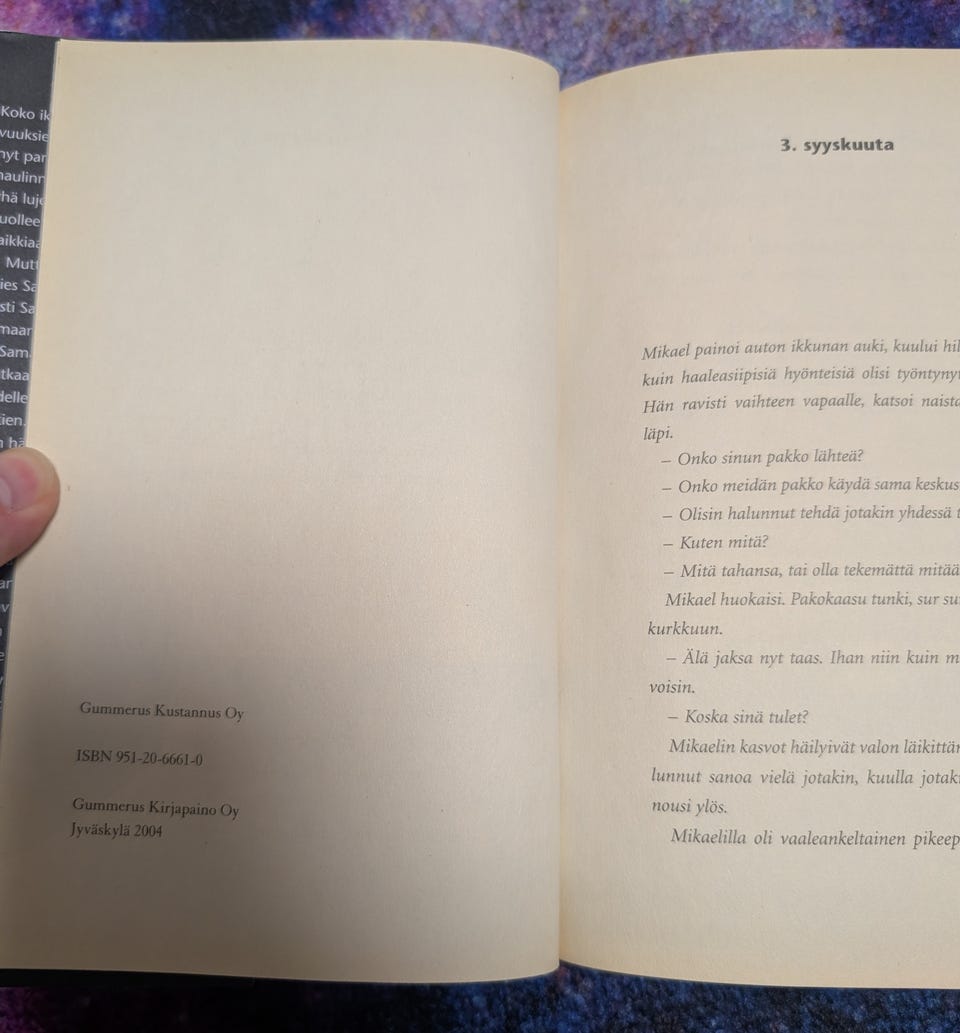 Koko
Mutt
Gummerus Kustannus Oy
ISBN 951-20-6661-0
Gummerus Kirjapaino Oy
Jyväskylä 2004
3. syyskuuta
Mikael painoi auton ikkunan auki, kuului
kuin haaleasiipisiä hyönteisiä olisi
Hän ravisti vaihteen vapaalle, katsoi
läpi.
– Onko sinun pakko lähteä?
– Onko meidän pakko käydä sama
– Olisin halunnut tehdä jotakin yhdessä
– Kuten mitä?
– Mitä tahansa, tai olla tekemättä
Mikael huokaisi. Pakokaasu tunki, sur
kurkkuun.
– Älä jaksa nyt taas. Ihan niin kuin
voisin.
– Koska sinä tulet?
Mikaelin kasvot häilyivät valon
lunnut sanoa vielä jotakin, kuulla
nousi ylös.
Mikaelilla oli vaaleankeltainen